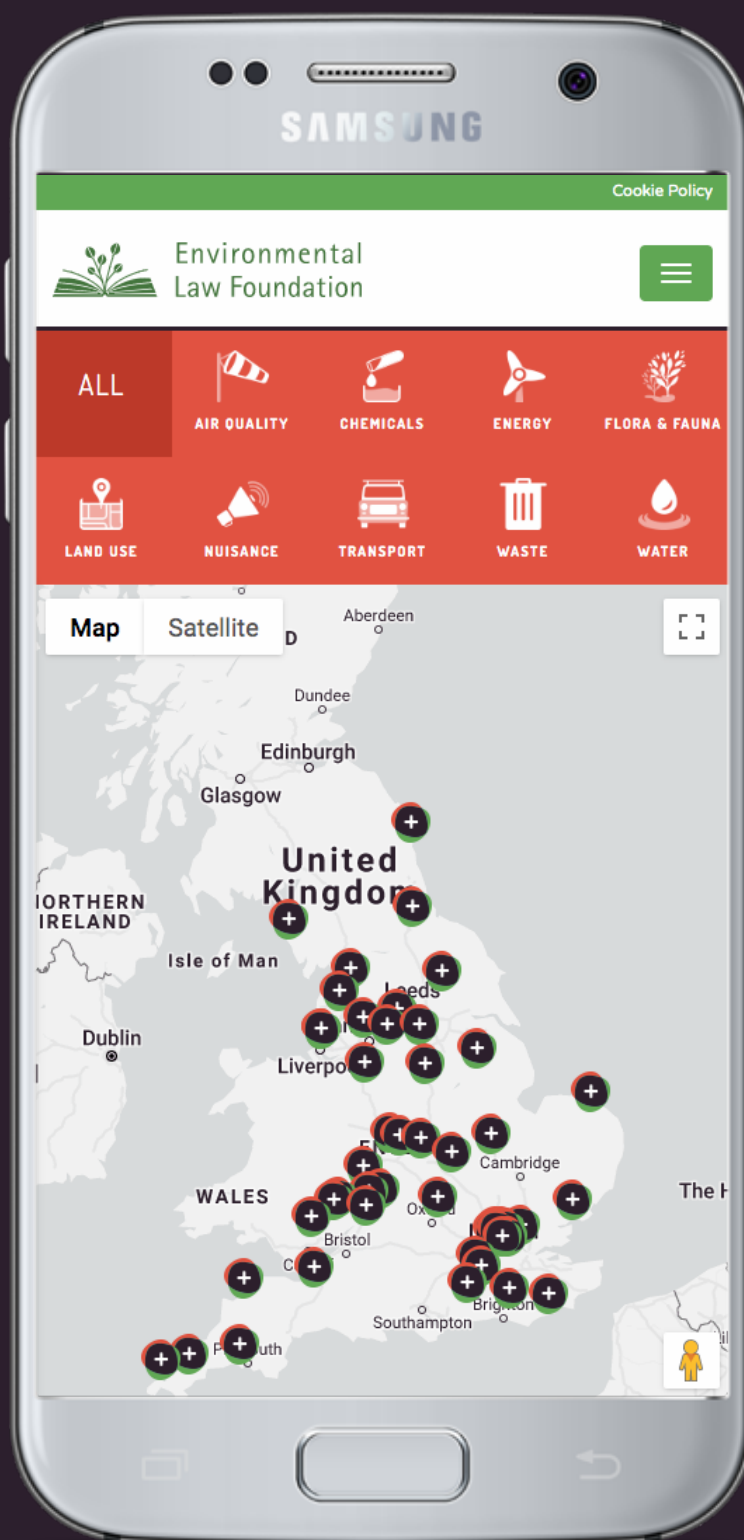 SAMSUNG
Cookie Policy
Environmental
Law Foundation
ALL
AIR QUALITY
CHEMICALS
ENERGY
FLORA & FAUNA
LAND USE
NUISANCE
TRANSPORT
WASTE
WATER
Map
Satellite
D
Aberdeen
Dundee
Edinburgh
Glasgow
United
Kingdom
IORTHERN
IRELAND
Isle of Man
Leeds
Dublin
Liverpo
Cambridge
WALES
The H
Bristol
Southampton
Brighton